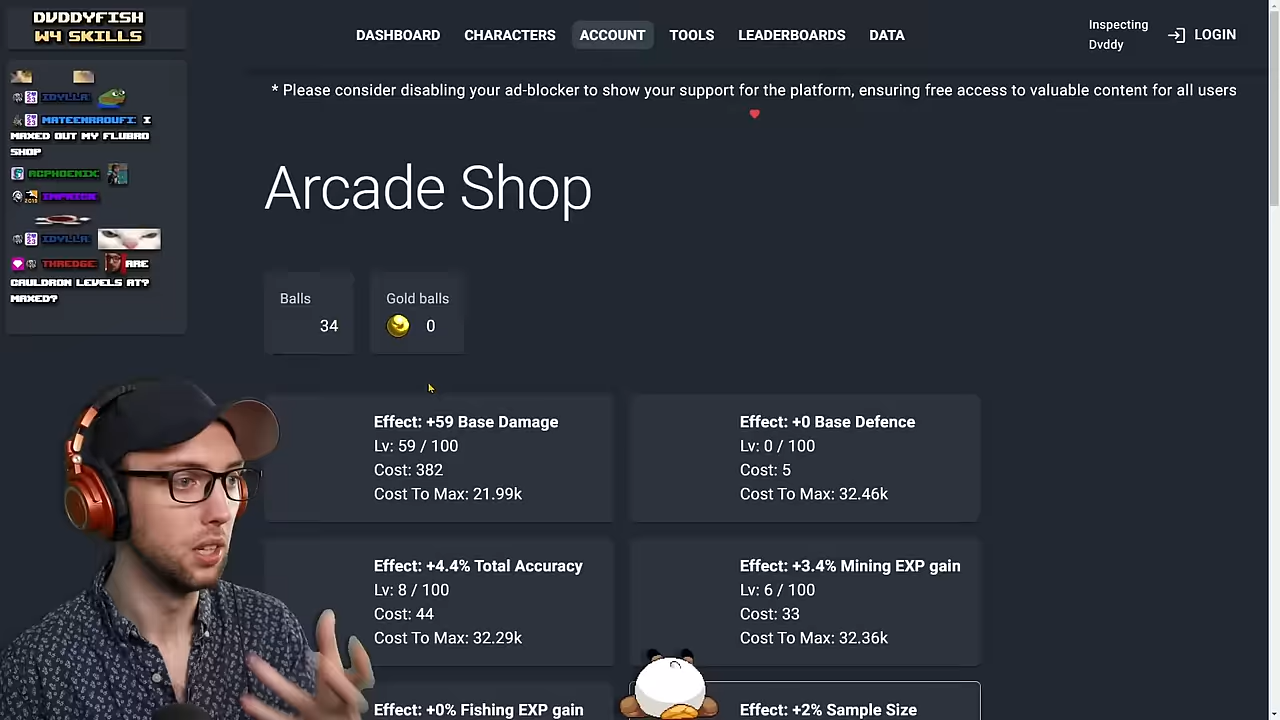 DVDDYFISH
W4 SKILLS
DASHBOARD CHARACTERS ACCOUNT TOOLS LEADERBOARDS DATA
Inspecting
Dvddy
LOGIN
* Please consider disabling your ad-blocker to show your support for the platform, ensuring free access to valuable content for all users
IDYLLA:
MATEENRAOUFI: I
MAXED OUT MY FLURBO
SHOP
ACPHOENIX:
IMPAICK:
IDYLLA:
THREDGE: ARE
CAULDRON LEVELS AT?
MAXED?
Arcade Shop
Balls
34
Gold balls
0
Effect: +59 Base Damage
Lv: 59 / 100
Cost: 382
Cost To Max: 21.99k
Effect: +0 Base Defence
Lv: 0 / 100
Cost: 5
Cost To Max: 32.46k
Effect: +4.4% Total Accuracy
Lv: 8 / 100
Cost: 44
Cost To Max: 32.29k
Effect: +3.4% Mining EXP gain
Lv: 6 / 100
Cost: 33
Cost To Max: 32.36k
Effect: +0% Fishing EXP gain
Effect: +2% Sample Size